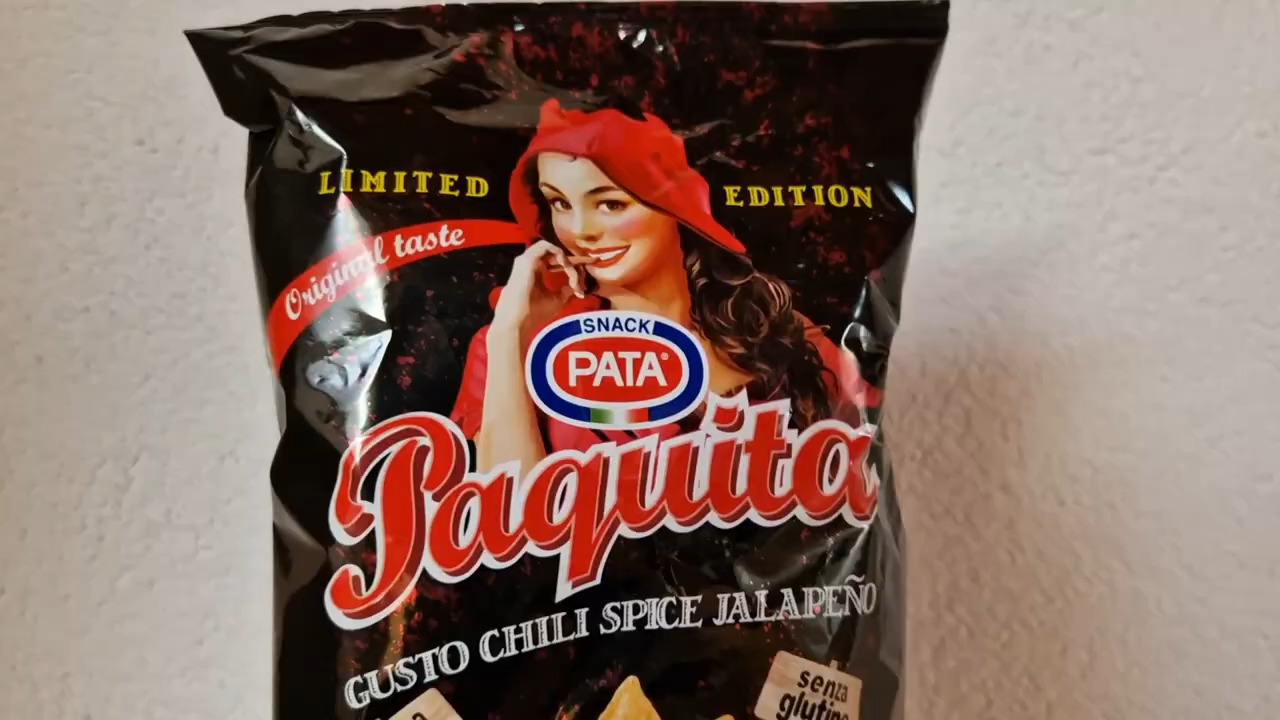 LIMITED EDITION
Original taste
SNACK
PATA®
Paquita
GUSTO CHILI SPICE JALAPEÑO
senza
glutine